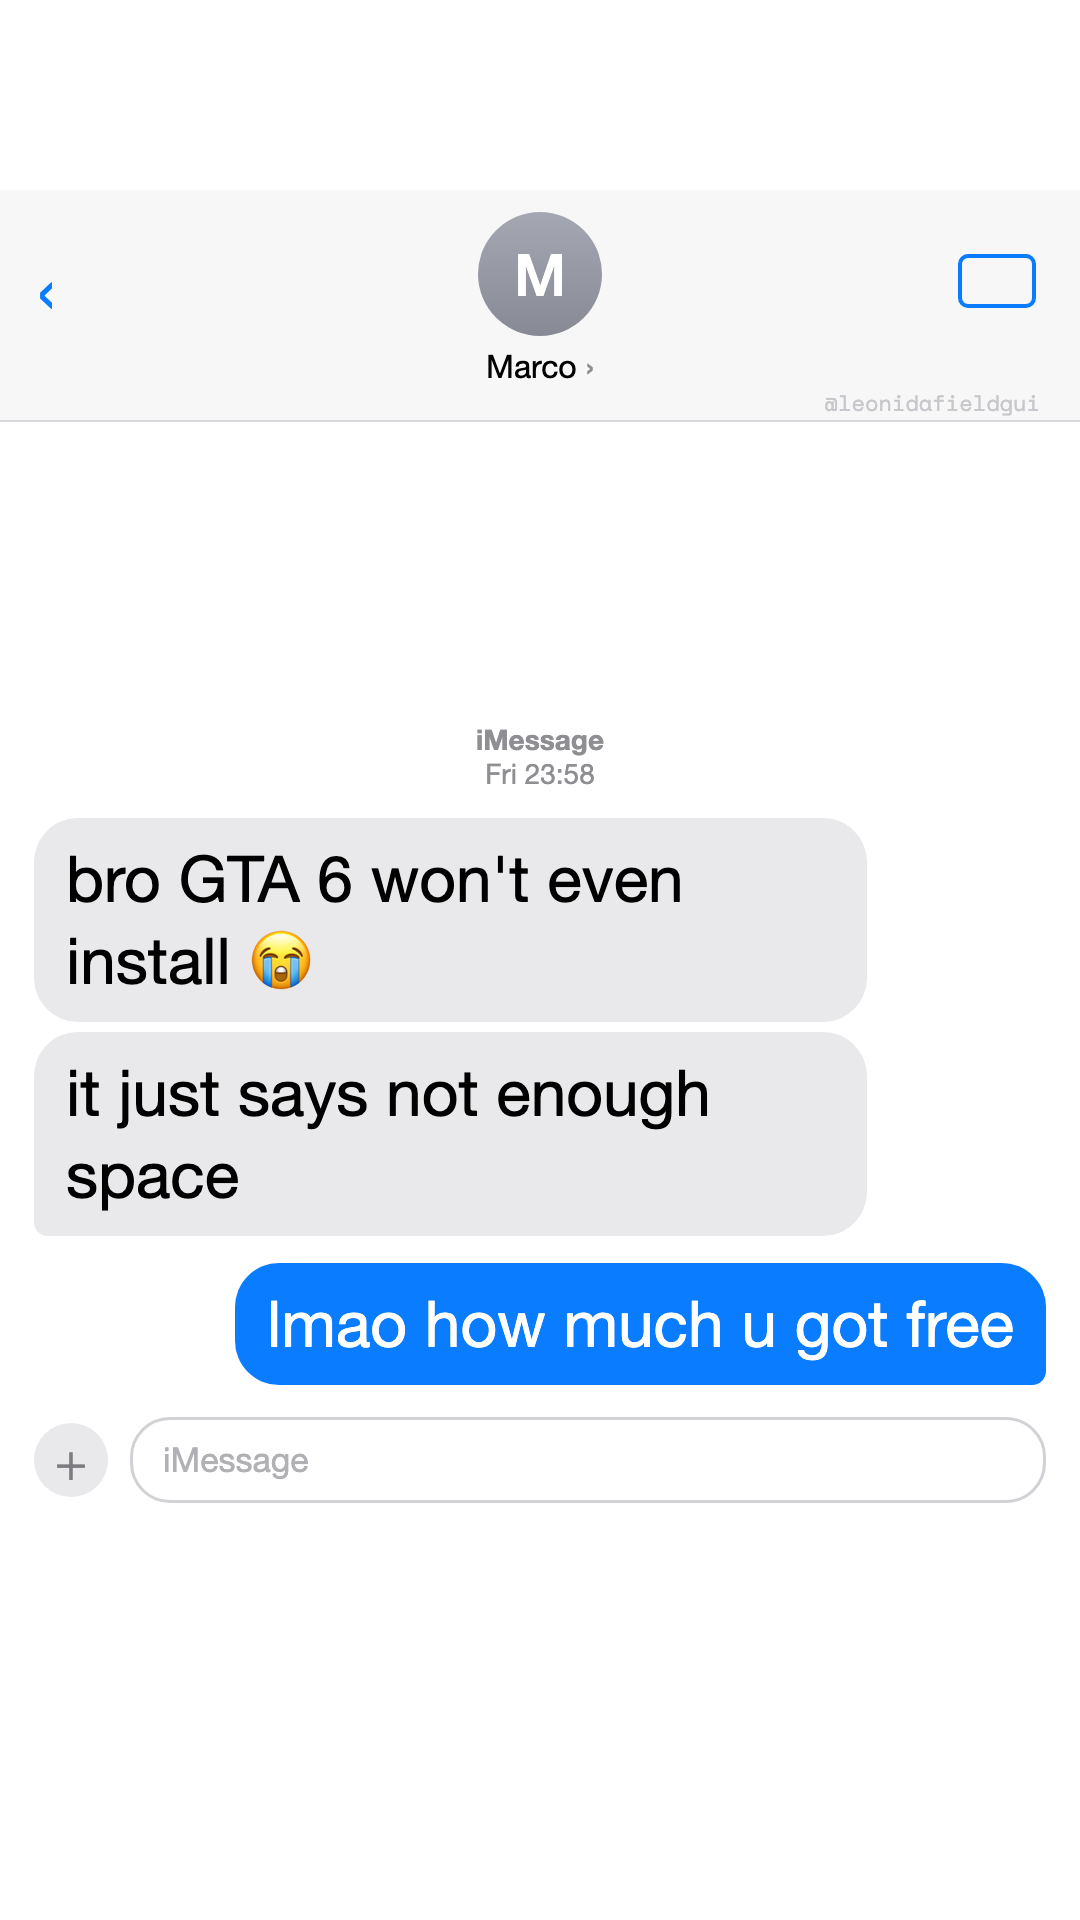 M
Marco ›
@leonidafieldgui
iMessage
Fri 23:58
bro GTA 6 won't even
install 😭
it just says not enough
space
lmao how much u got free
iMessage